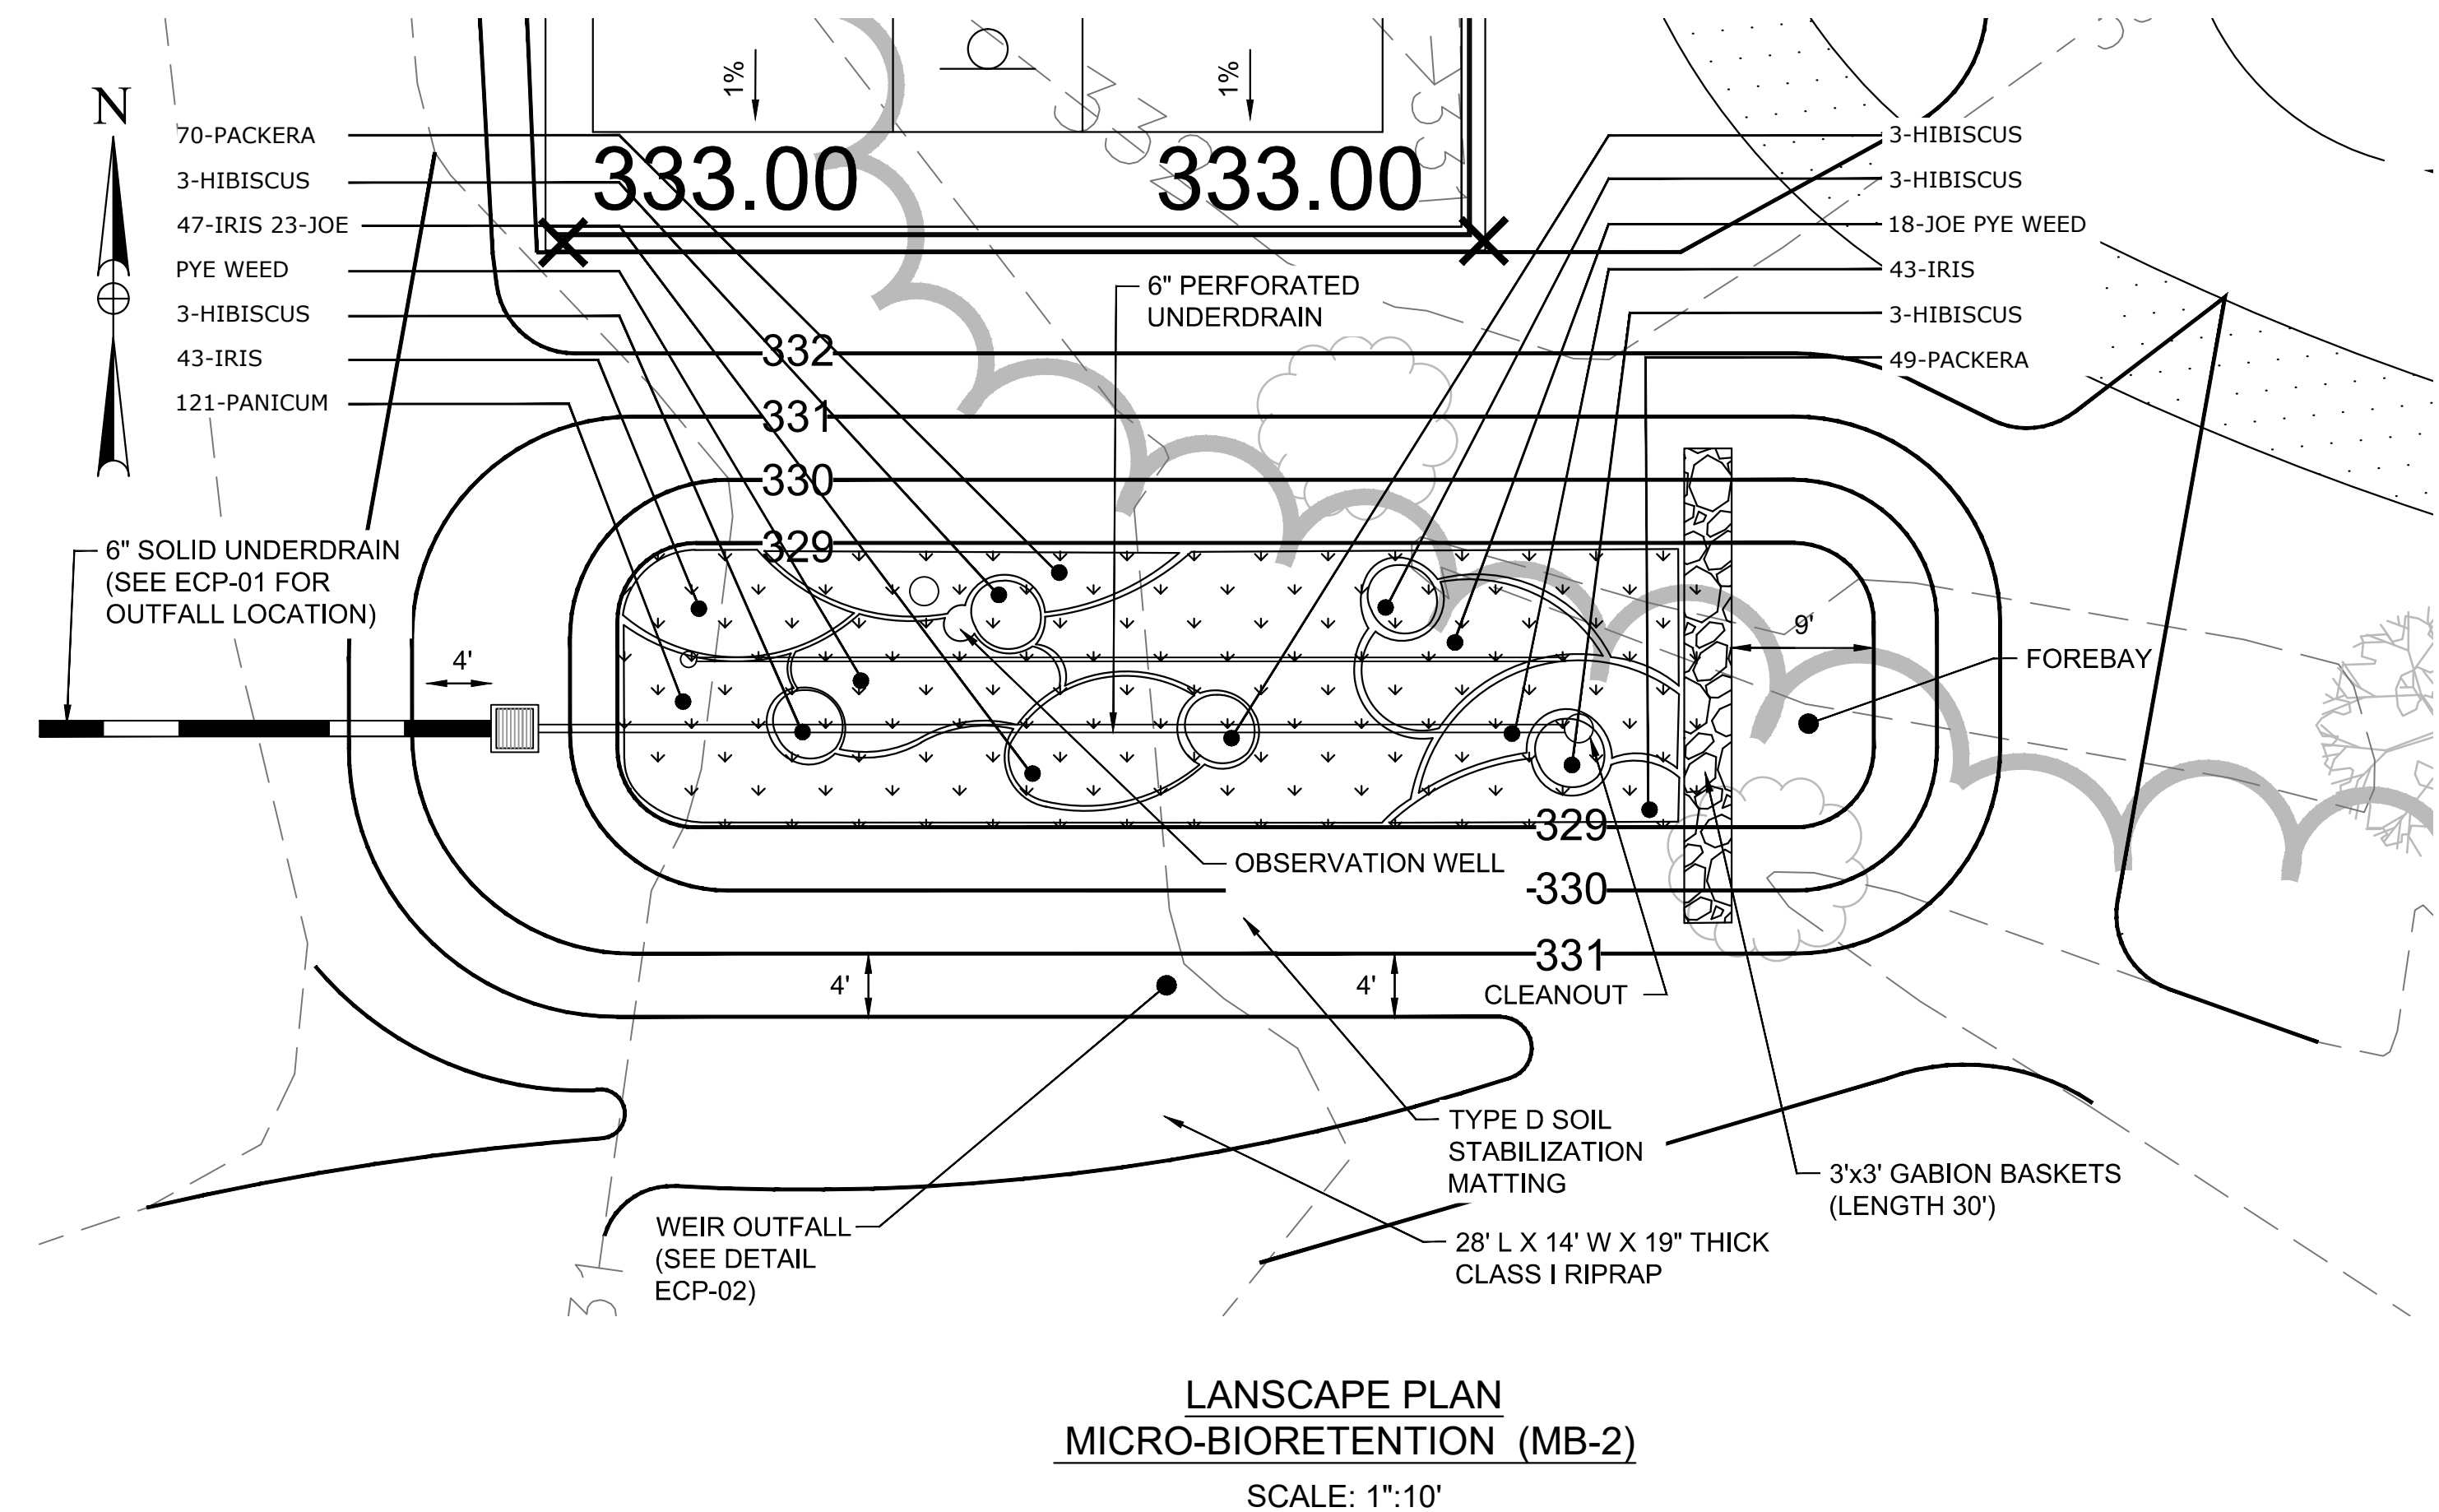 N
1%
1%
333.00
333.00
70-PACKERA
3-HIBISCUS
47-IRIS 23-JOE
PYE WEED
3-HIBISCUS
43-IRIS
121-PANICUM
3-HIBISCUS
3-HIBISCUS
18-JOE PYE WEED
43-IRIS
3-HIBISCUS
49-PACKERA
6" PERFORATED
UNDERDRAIN
332
331
330
329
6" SOLID UNDERDRAIN
(SEE ECP-01 FOR
OUTFALL LOCATION)
4'
9'
FOREBAY
329
OBSERVATION WELL
-330
331
4'
4'
CLEANOUT
TYPE D SOIL
STABILIZATION
MATTING
3'x3' GABION BASKETS
(LENGTH 30')
WEIR OUTFALL
(SEE DETAIL
ECP-02)
28' L X 14' W X 19" THICK
CLASS I RIPRAP
LANSCAPE PLAN
MICRO-BIORETENTION (MB-2)
SCALE: 1":10'